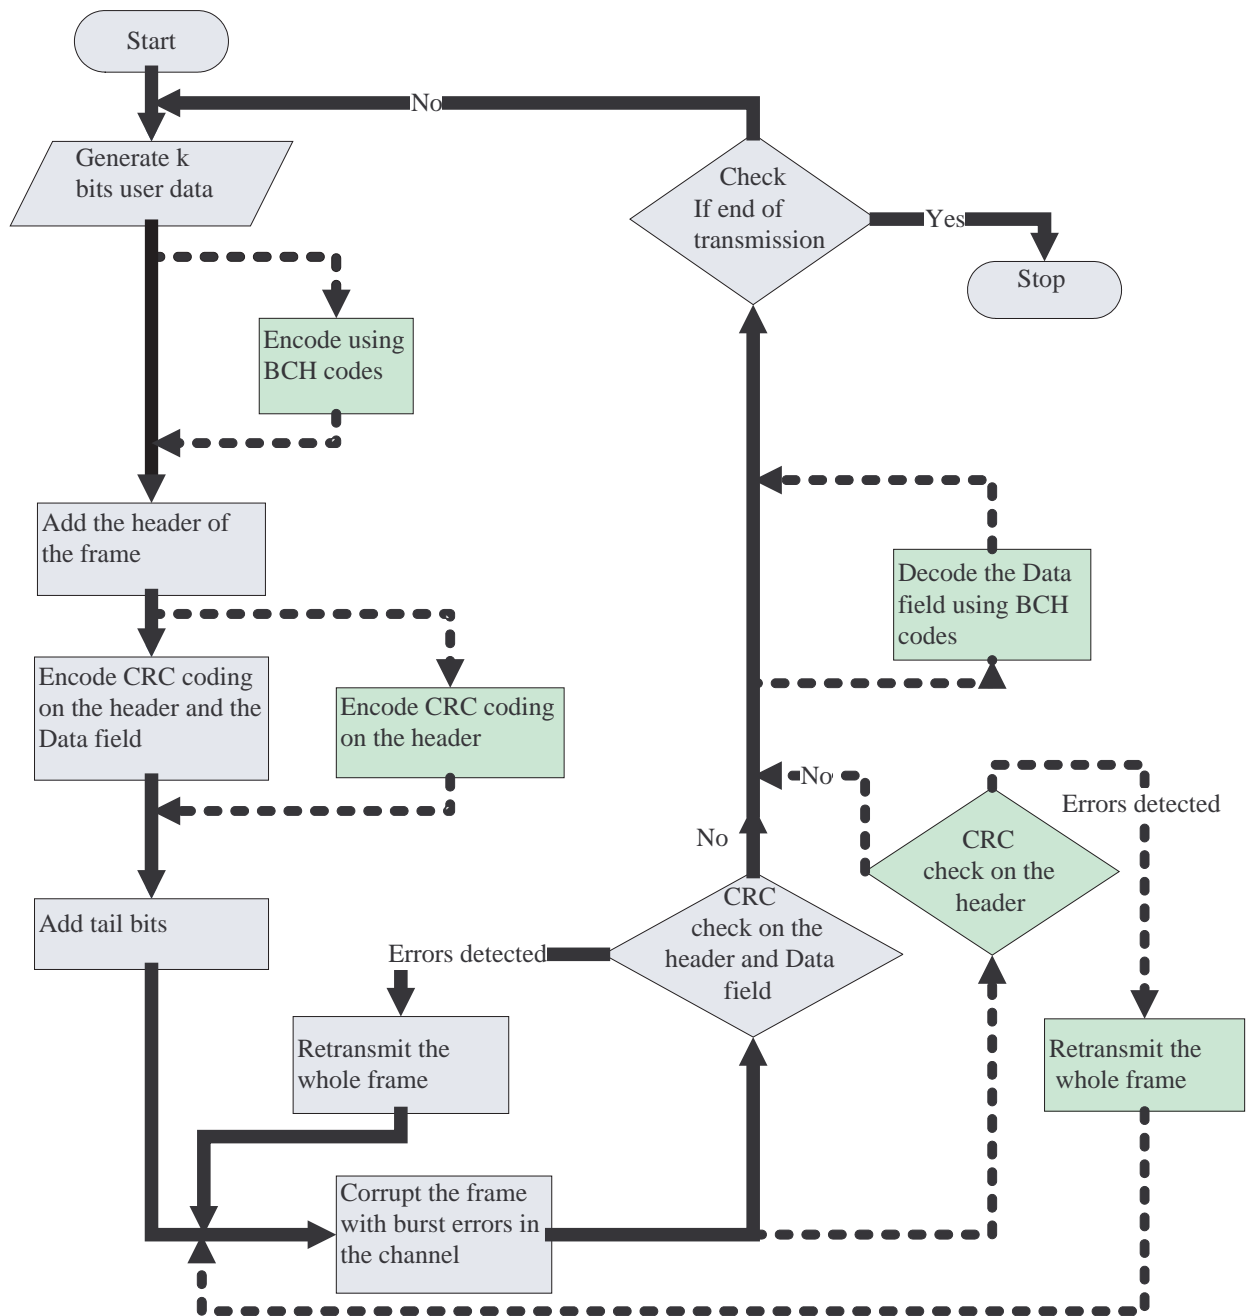 Start
No
Generate k
bits user data
Check
If end of
transmission
Yes
Stop
Encode using
BCH codes
Add the header of
the frame
Decode the Data
field using BCH
codes
Encode CRC coding
on the header and the
Data field
Encode CRC coding
on the header
No
Errors detected
No
CRC
check on the
header
Add tail bits
CRC
check on the
header and Data
field
Errors detected
Retransmit the
whole frame
Retransmit the
whole frame
Corrupt the frame
with burst errors in
the channel